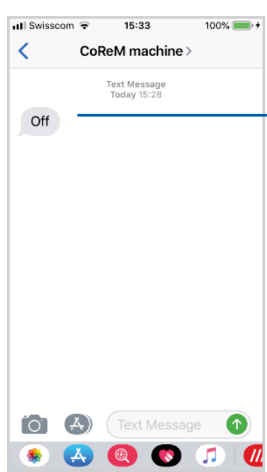 Swisscom 15:33 100%
CoReM machine
Text Message
Today 15:28
Off
Text Message